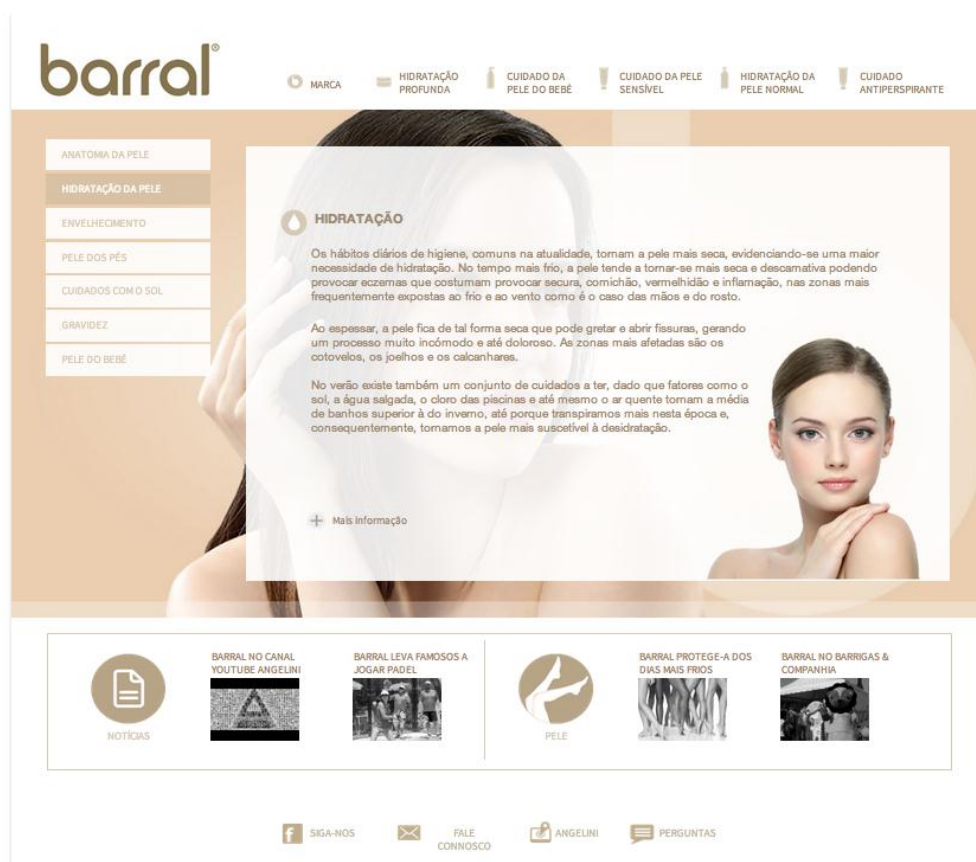 barral®
MARCA
HIDRATAÇÃO
PROFUNDA
CUIDADO DA
PELE DO BEBÉ
CUIDADO DA PELE
SENSÍVEL
HIDRATAÇÃO DA
PELE NORMAL
CUIDADO
ANTIPERSPIRANTE
ANATOMIA DA PELE
HIDRATAÇÃO DA PELE
ENVELHECIMENTO
PELE DOS PÉS
CUIDADOS COM O SOL
GRAVIDEZ
PELE DO BEBÉ
HIDRATAÇÃO
Os hábitos diários de higiene, comuns na atualidade, tornam a pele mais seca, evidenciando-se uma maior
necessidade de hidratação. No tempo mais frio, a pele tende a tornar-se mais seca e descamativa podendo
provocar eczemas que costumam provocar secura, comichão, vermelhidão e inflamação, nas zonas mais
frequentemente expostas ao frio e ao vento como é o caso das mãos e do rosto.
Ao espessar, a pele fica de tal forma seca que pode gretar e abrir fissuras, gerando
um processo muito incómodo e até doloroso. As zonas mais afetadas são os
cotovelos, os joelhos e os calcanhares.
No verão existe também um conjunto de cuidados a ter, dado que fatores como o
sol, a água salgada, o cloro das piscinas e até mesmo o ar quente tornam a média
de banhos superior à do inverno, até porque transpiramos mais nesta época e,
consequentemente, tornamos a pele mais suscetível à desidratação.
Mais informação
NOTÍCIAS
BARRAL NO CANAL
YOUTUBE ANGELINI
BARRAL LEVA FAMOSOS A
JOGAR PADEL
PELE
BARRAL PROTEGE-A DOS
DIAS MAIS FRIOS
BARRAL NO BARRIGAS &
COMPANHIA
SIGA-NOS
FALE
CONNOSCO
ANGELINI
PERGUNTAS